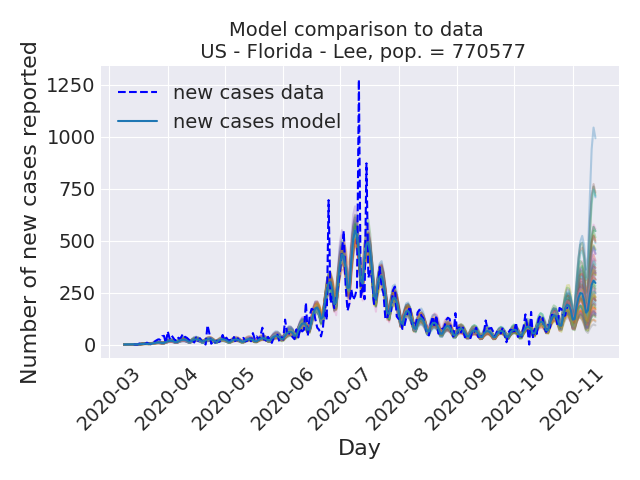 Model comparison to data
US - Florida - Lee, pop. = 770577
Number of new cases reported
1250
1000
750
500
250
0
new cases data
new cases model
2020-03
2020-04
2020-05
2020-06
2020-07
2020-08
2020-09
2020-10
2020-11
Day